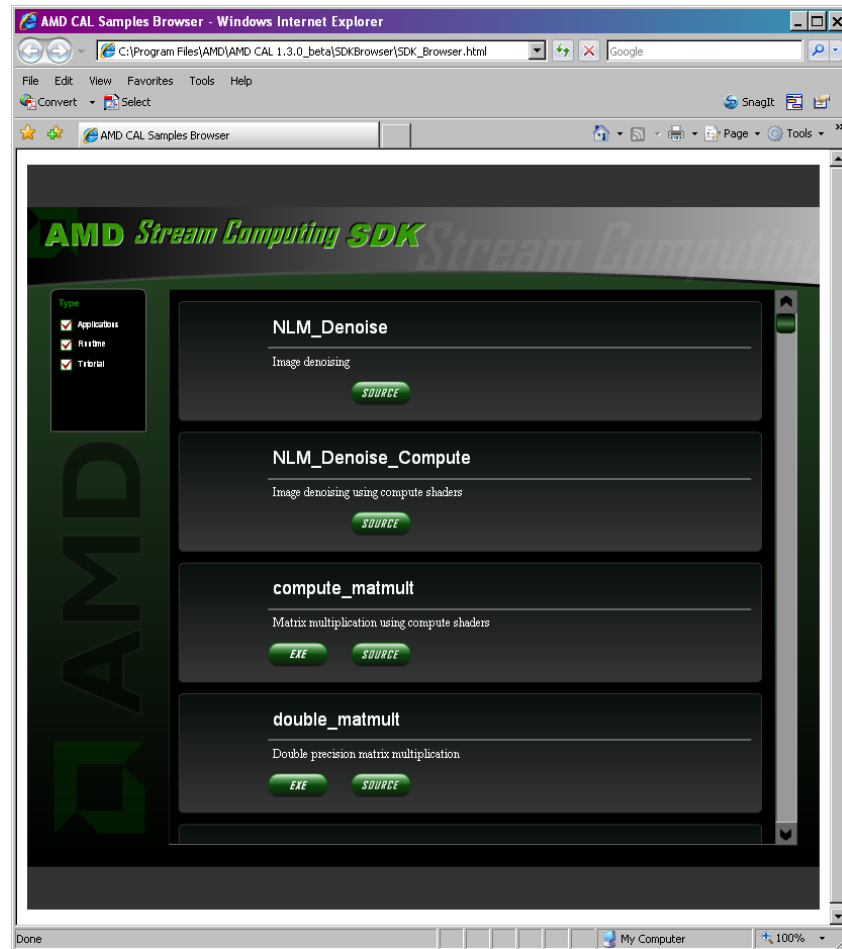 AMD CAL Samples Browser - Windows Internet Explorer
C:\Program Files\AMD\AMD CAL 1.3.0_beta\SDKBrowser\SDK_Browser.html
Google
File Edit View Favorites Tools Help
Convert Select
SnagIt
AMD CAL Samples Browser
Page Tools »
AMD Stream Computing SDK
Stream Computing
Type
Applications
Runtime
Tutorial
NLM_Denoise
Image denoising
SOURCE
NLM_Denoise_Compute
Image denoising using compute shaders
SOURCE
compute_matmult
Matrix multiplication using compute shaders
EXE SOURCE
double_matmult
Double precision matrix multiplication
EXE SOURCE
AMD
Done
My Computer
100%